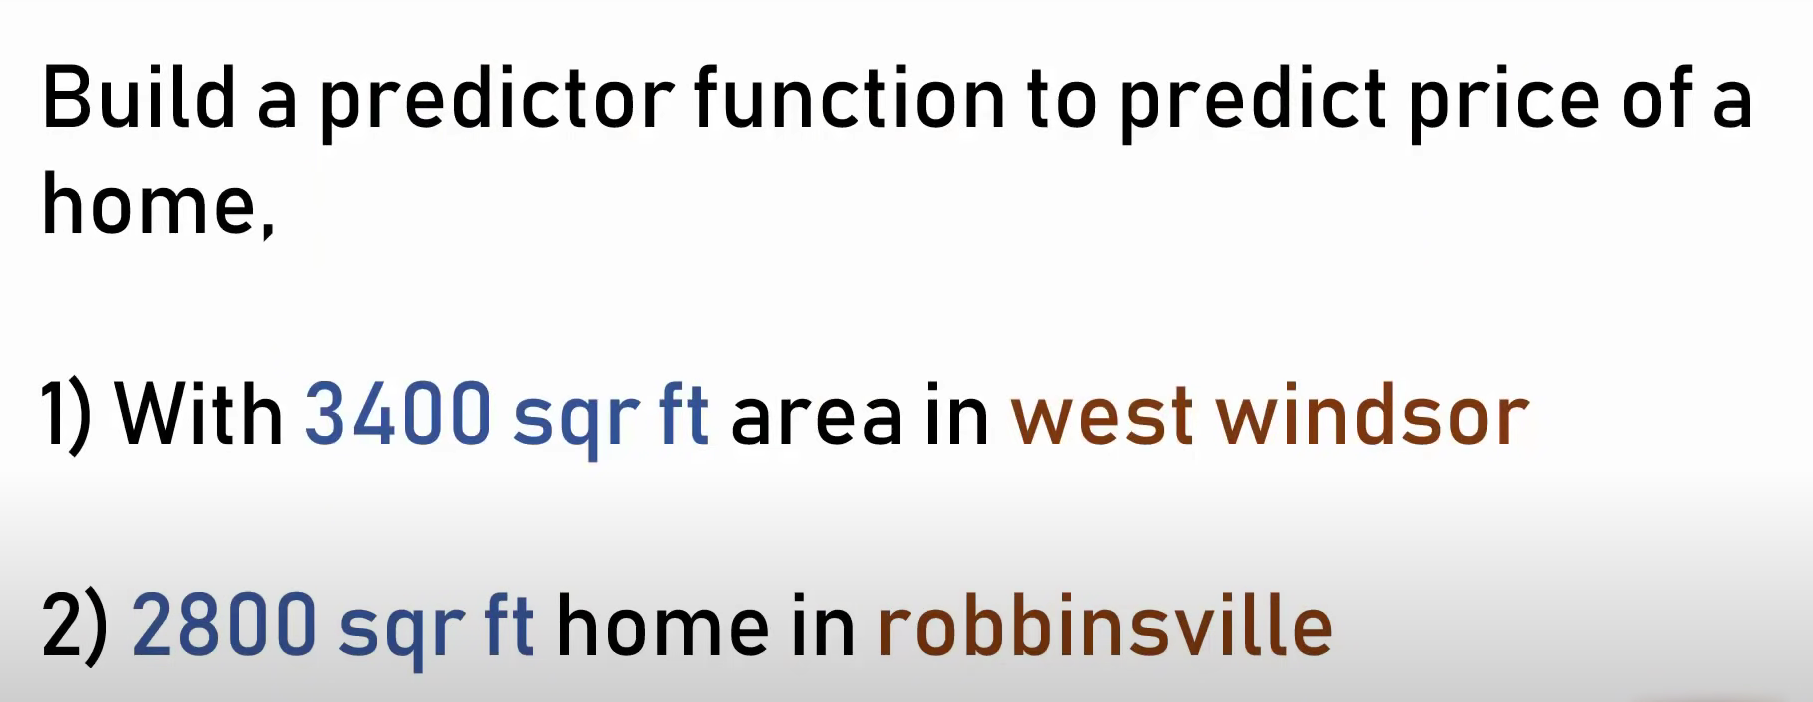 Build a predictor function to predict price of a
home,
1) With 3400 sqr ft area in west windsor
2) 2800 sqr ft home in robbinsville